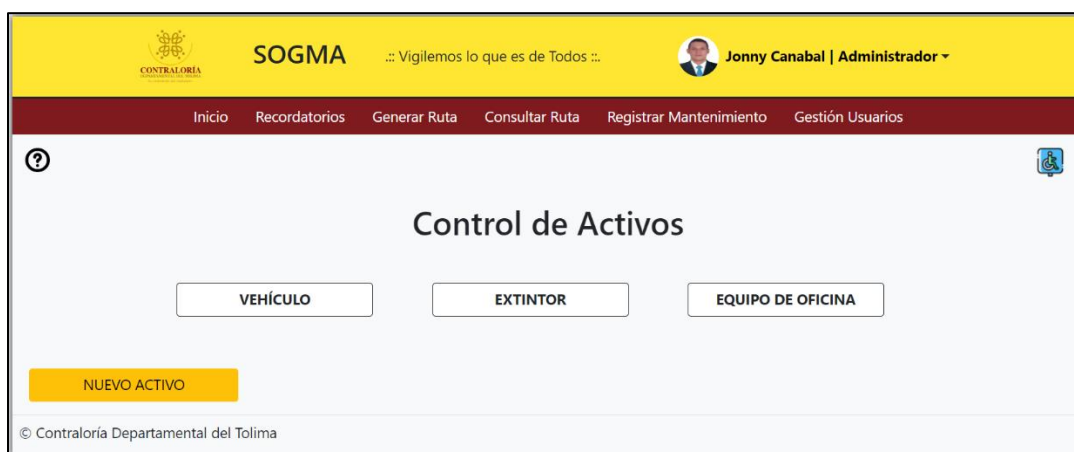 CONTRALORÍA
SOGMA
.:: Vigilemos lo que es de Todos ::.
Jonny Canabal | Administrador
Inicio Recordatorios Generar Ruta Consultar Ruta Registrar Mantenimiento Gestión Usuarios
Control de Activos
VEHÍCULO EXTINTOR EQUIPO DE OFICINA
NUEVO ACTIVO
© Contraloría Departamental del Tolima